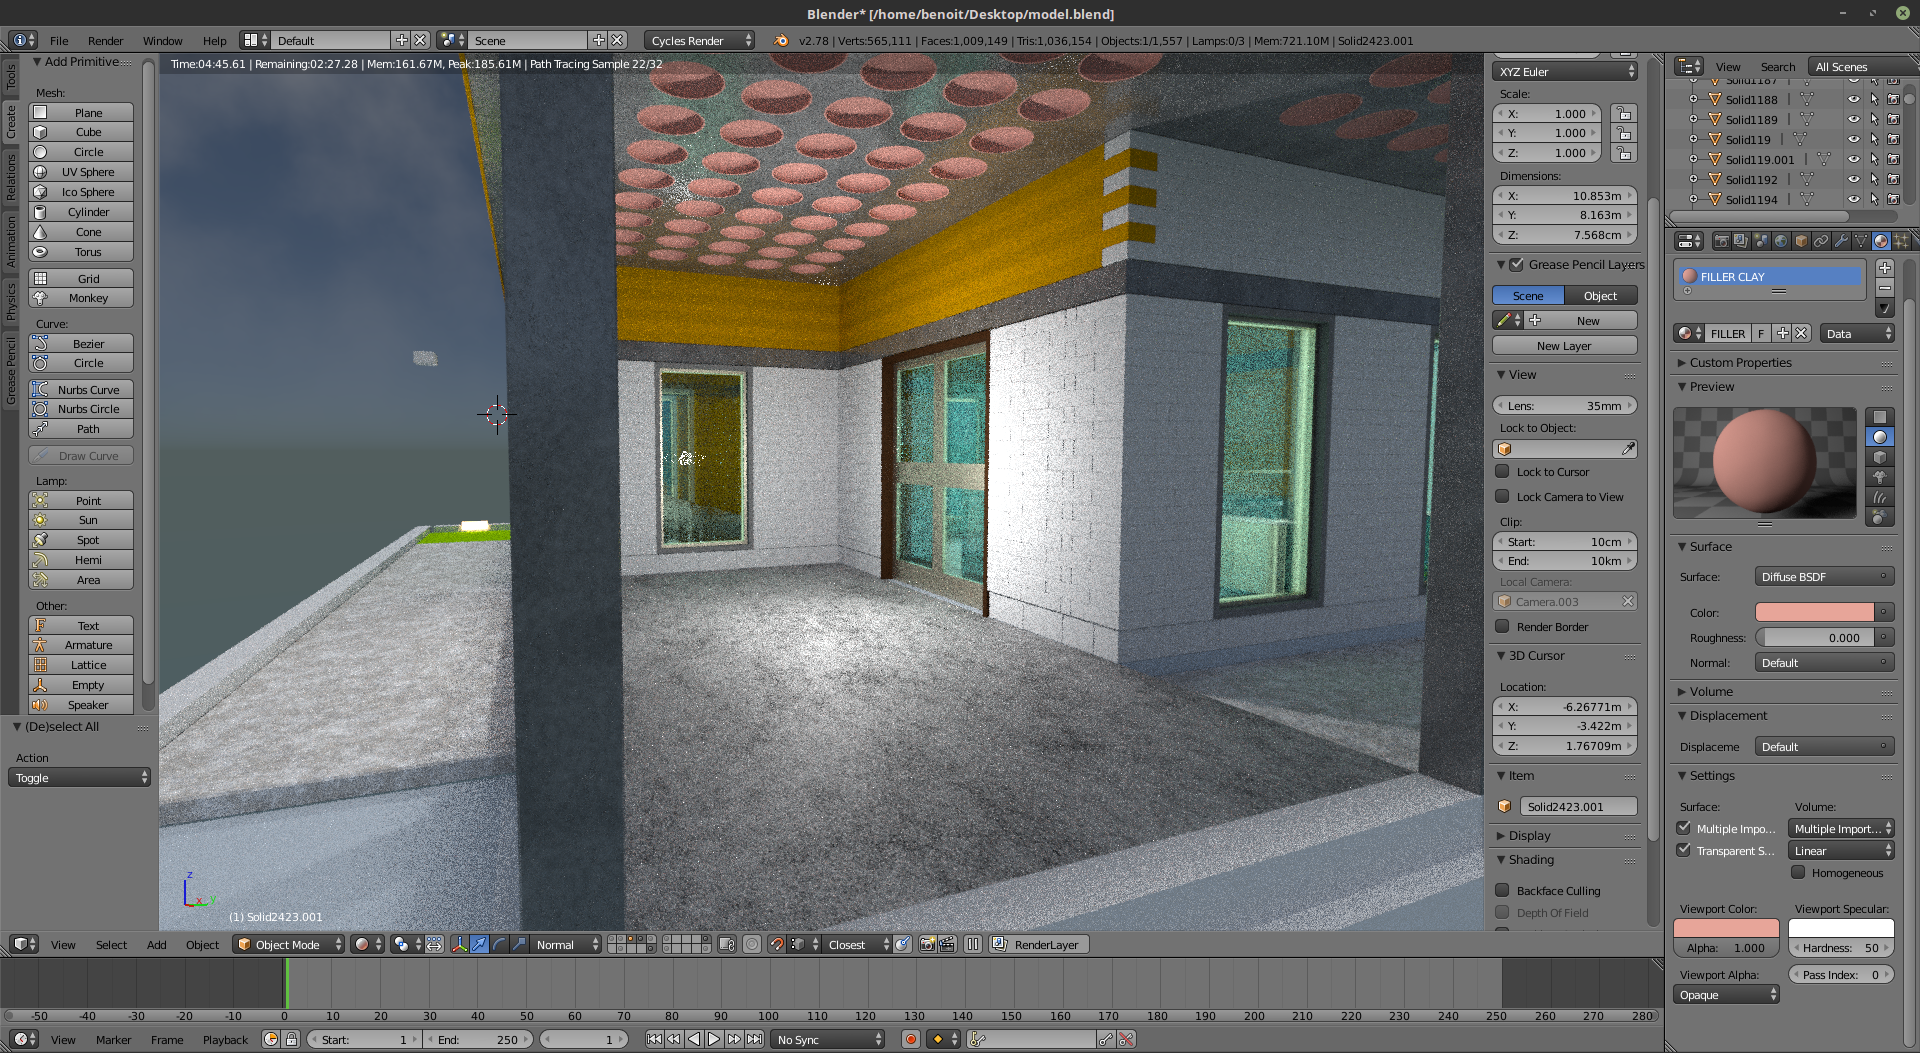 Blender* [/home/benoit/Desktop/model.blend]
File Render Window Help Default Scene Cycles Render v2.78 | Verts:565,111 | Faces:1,009,149 | Tris:1,036,154 | Objects:1/1,557 | Lamps:0/3 | Mem:721.10M | Solid2423.001
Time:04:45.61 | Remaining:02:27.28 | Mem:161.67M, Peak:185.61M | Path Tracing Sample 22/32
Tools
Create
Relations
Animation
Physics
Grease Pencil
Add Primitive
Mesh:
Plane
Cube
Circle
UV Sphere
Ico Sphere
Cylinder
Cone
Torus
Grid
Monkey
Curve:
Bezier
Circle
Nurbs Curve
Nurbs Circle
Path
Draw Curve
Lamp:
Point
Sun
Spot
Hemi
Area
Other:
Text
Armature
Lattice
Empty
Speaker
(De)select All
Action
Toggle
z
x y
(1) Solid2423.001
XYZ Euler
Scale:
X: 1.000
Y: 1.000
Z: 1.000
Dimensions:
X: 10.853m
Y: 8.163m
Z: 7.568cm
Grease Pencil Layers
Scene Object
New
New Layer
View
Lens: 35mm
Lock to Object:
Lock to Cursor
Lock Camera to View
Clip:
Start: 10cm
End: 10km
Local Camera:
Camera.003
Render Border
3D Cursor
Location:
X: -6.26771m
Y: -3.422m
Z: 1.76709m
Item
Solid2423.001
Display
Shading
Backface Culling
Depth Of Field
View Search All Scenes
Solid1187
Solid1188
Solid1189
Solid119
Solid119.001
Solid1192
Solid1194
FILLER CLAY
FILLER F Data
Custom Properties
Preview
Surface
Surface: Diffuse BSDF
Color:
Roughness: 0.000
Normal: Default
Volume
Displacement
Displaceme Default
Settings
Surface: Volume:
Multiple Impo... Multiple Import...
Transparent S... Linear
Homogeneous
Viewport Color: Viewport Specular:
Alpha: 1.000 Hardness: 50
Viewport Alpha: Pass Index: 0
Opaque
View Select Add Object Object Mode Normal Closest RenderLayer
-50 -40 -30 -20 -10 0 10 20 30 40 50 60 70 80 90 100 110 120 130 140 150 160 170 180 190 200 210 220 230 240 250 260 270 280
View Marker Frame Playback Start: 1 End: 250 1 No Sync